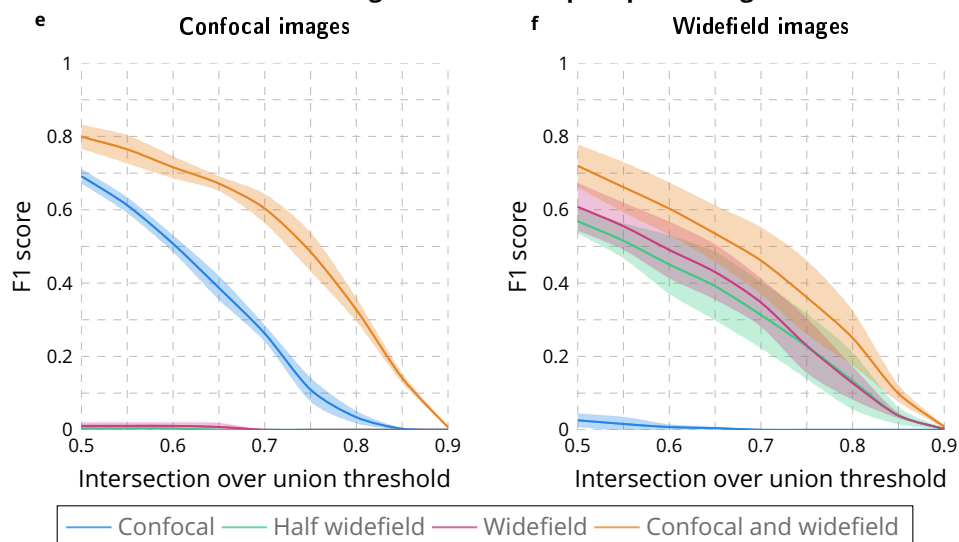 e
Confocal images
1
0.8
0.6
0.4
0.2
0
F1 score
0.5 0.6 0.7 0.8 0.9
Intersection over union threshold
f
Widefield images
1
0.8
0.6
0.4
0.2
0
F1 score
0.5 0.6 0.7 0.8 0.9
Intersection over union threshold
Confocal Half widefield Widefield Confocal and widefield